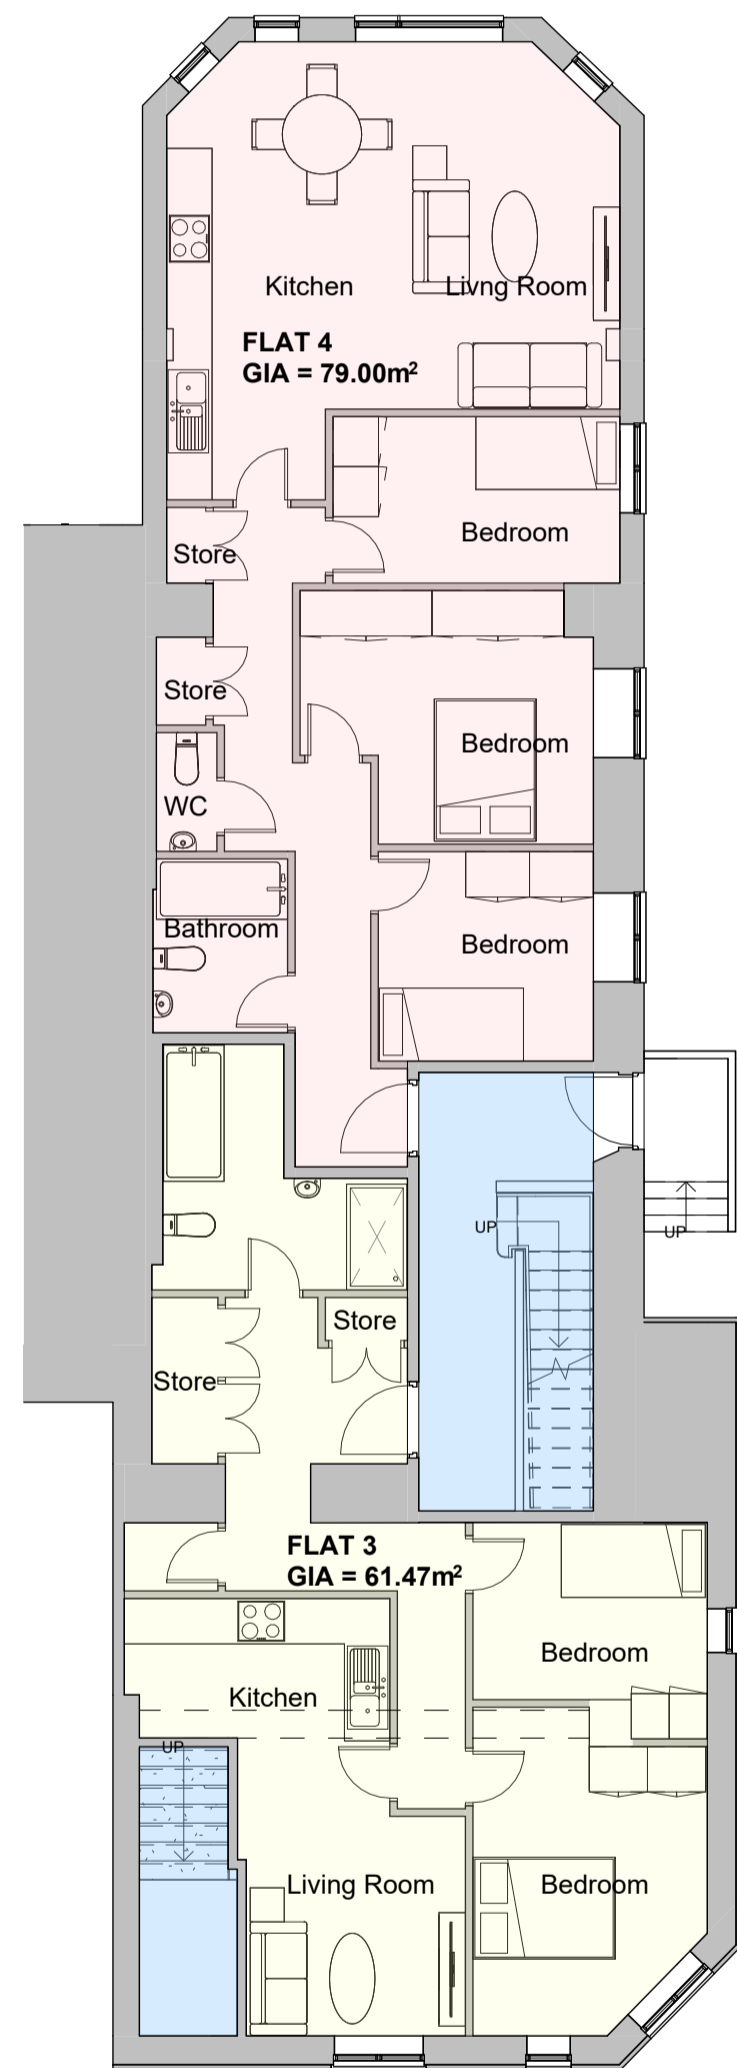 Kitchen
Livng Room
FLAT 4
GIA = 79.00m²
Bedroom
Store
Store
Bedroom
WC
Bathroom
Bedroom
UP
UP
Store
Store
FLAT 3
GIA = 61.47m²
Bedroom
Kitchen
UP
Living Room
Bedroom